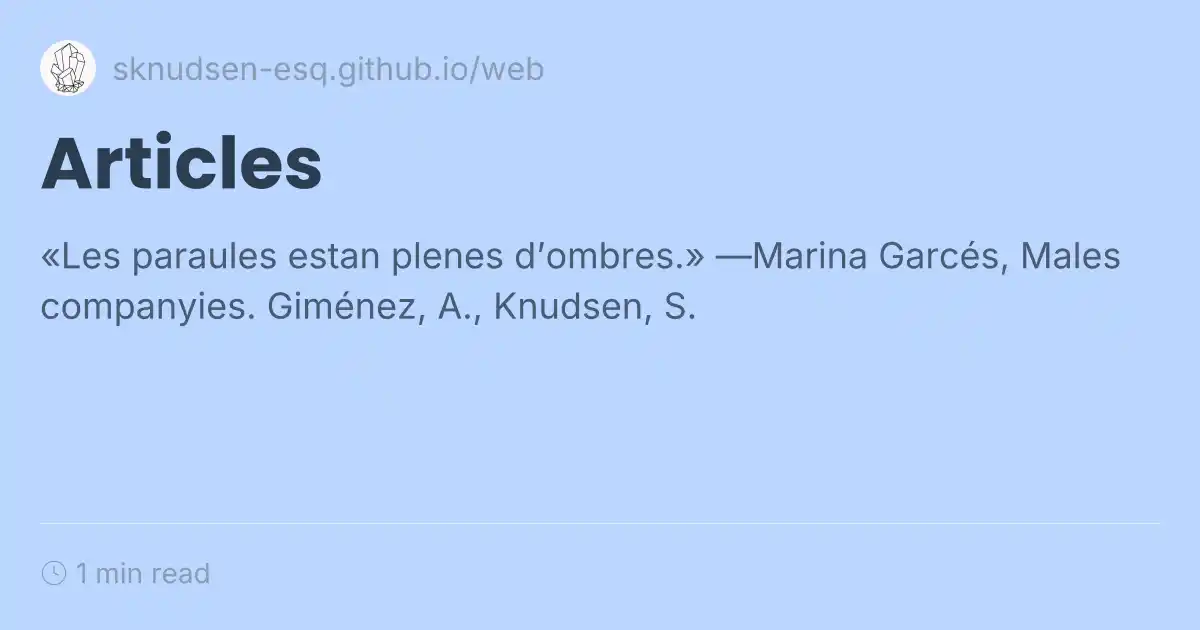 sknudsen-esq.github.io/web
Articles
«Les paraules estan plenes d’ombres.» —Marina Garcés, Males
companyies. Giménez, A., Knudsen, S.
1 min read